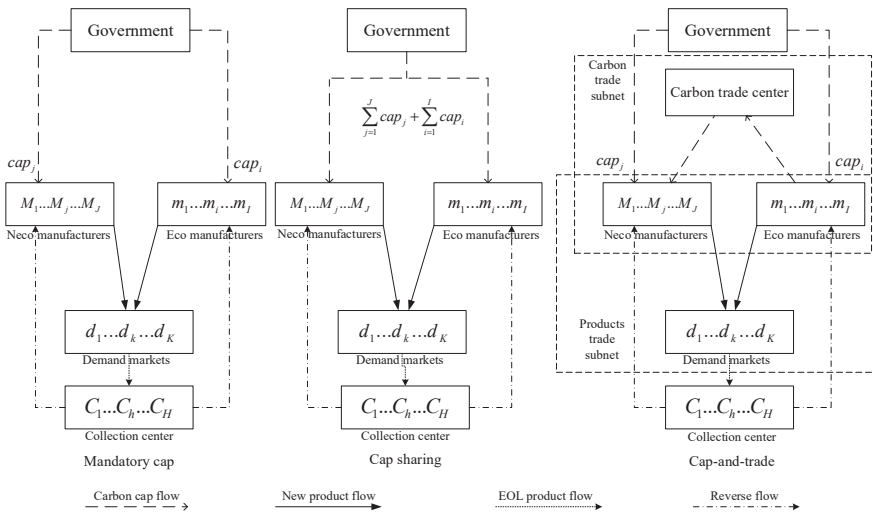 Government
cap_j
cap_i
M_1...M_j...M_J
m_1...m_i...m_I
Neco manufacturers
Eco manufacturers
d_1...d_k...d_K
Demand markets
C_1...C_h...C_H
Collection center
Mandatory cap
Government
\sum_{j=1}^{J} cap_j + \sum_{i=1}^{I} cap_i
M_1...M_j...M_J
m_1...m_i...m_I
Neco manufacturers
Eco manufacturers
d_1...d_k...d_K
Demand markets
C_1...C_h...C_H
Collection center
Cap sharing
Government
Carbon
trade
subnet
Carbon trade center
cap_j
cap_i
M_1...M_j...M_J
m_1...m_i...m_I
Neco manufacturers
Eco manufacturers
Products
trade
subnet
d_1...d_k...d_K
Demand markets
C_1...C_h...C_H
Collection center
Cap-and-trade
Carbon cap flow
New product flow
EOL product flow
Reverse flow